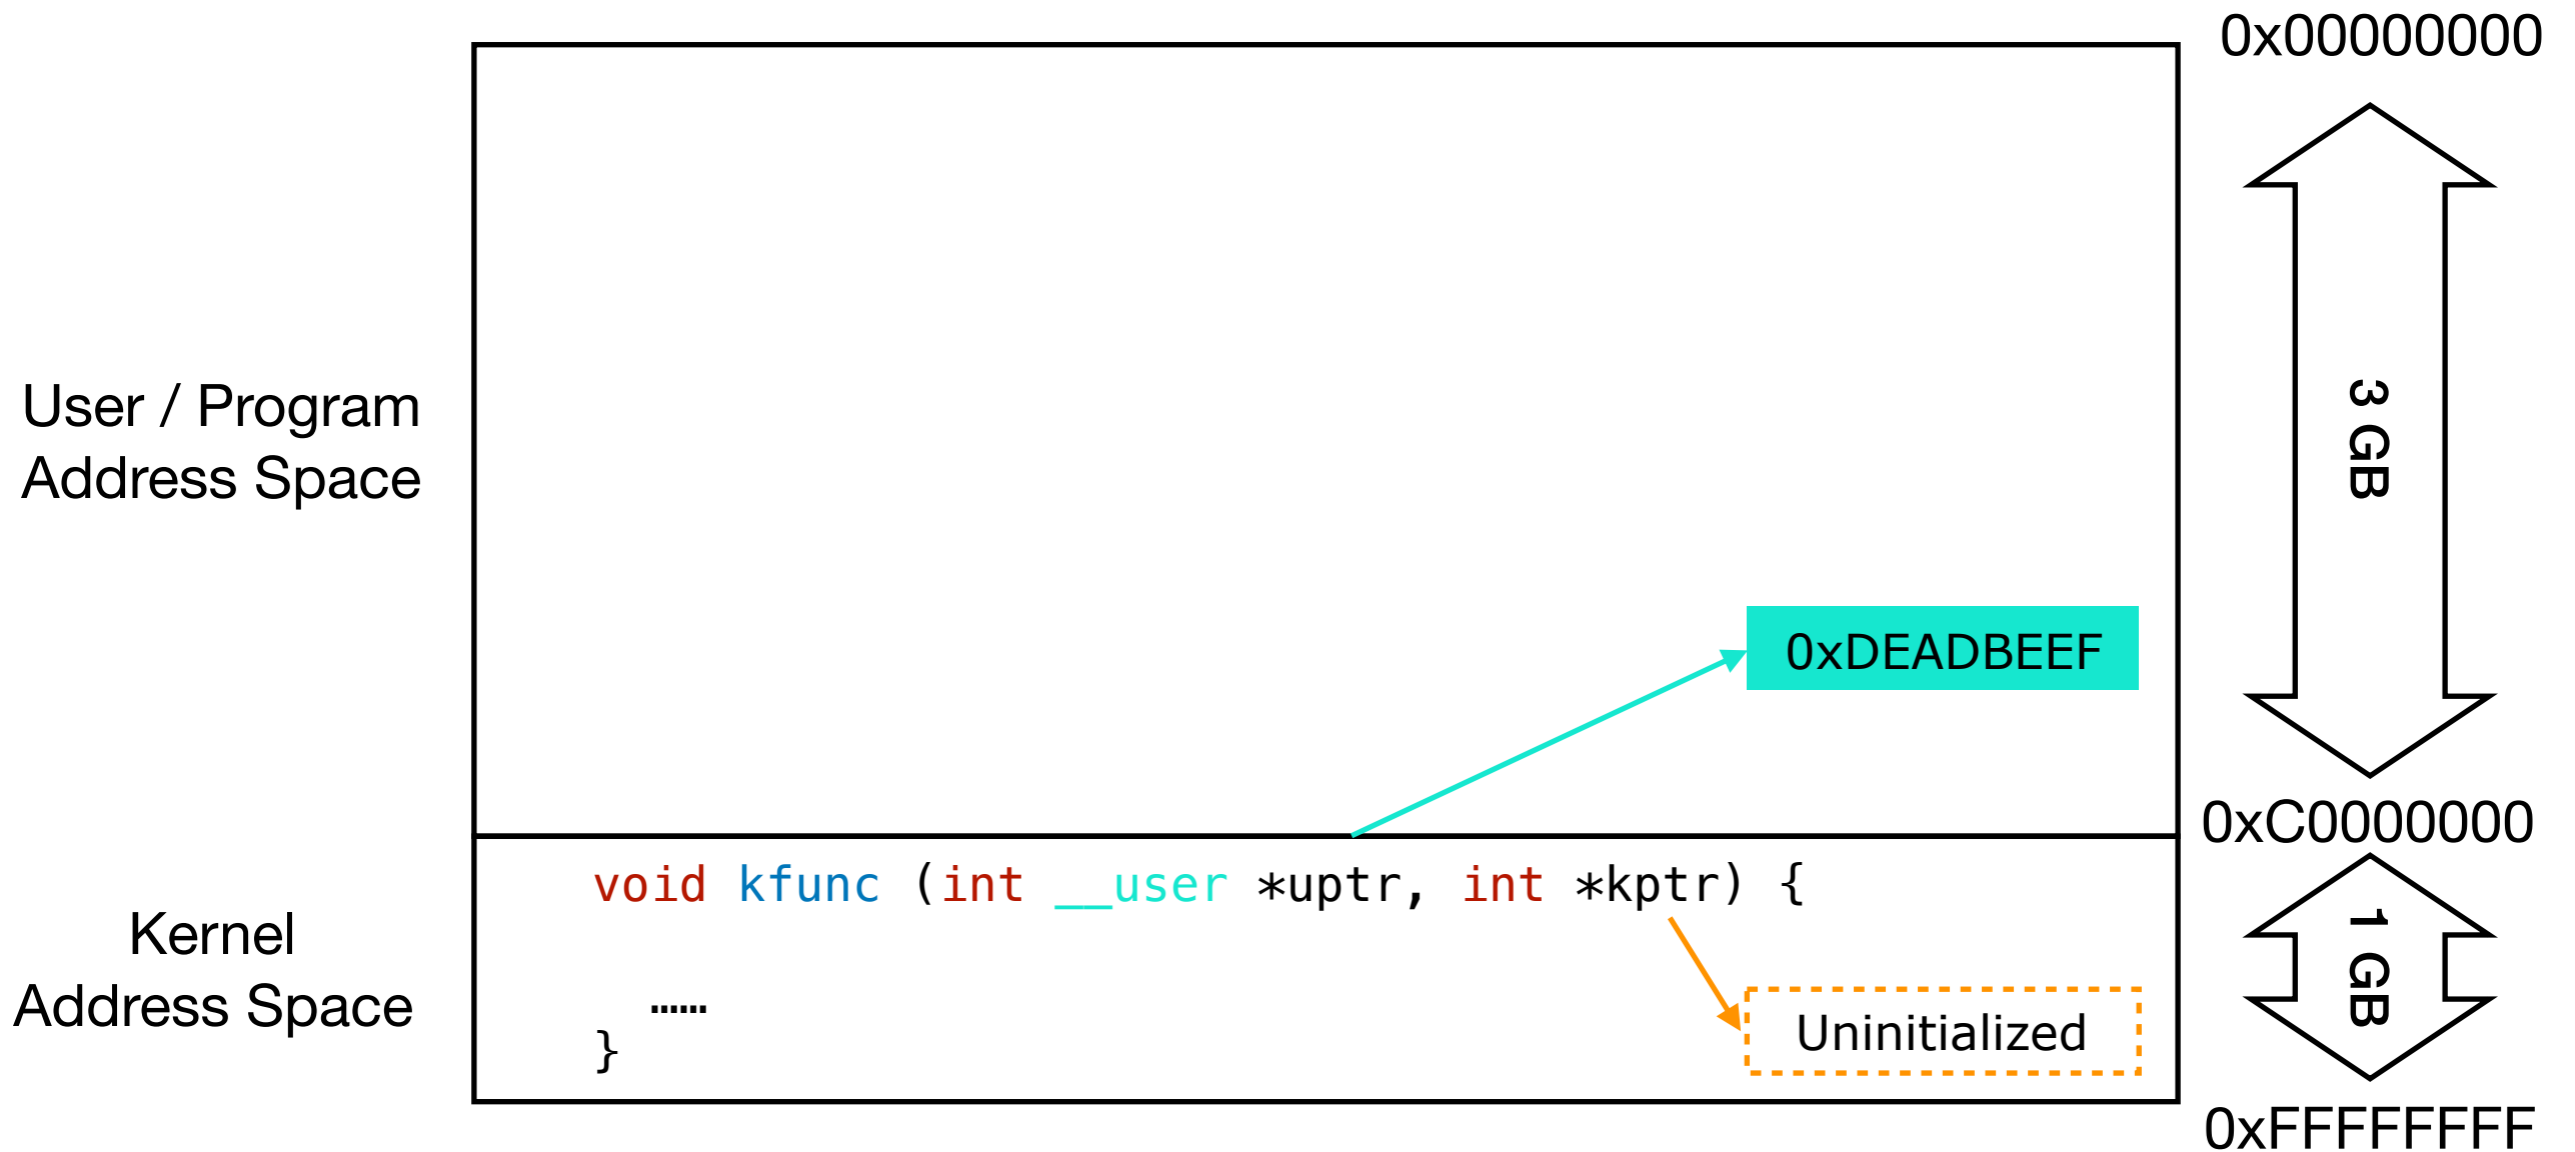 0x00000000
User / Program
Address Space
3 GB
0xDEADBEEF
0xC0000000
void kfunc (int __user *uptr, int *kptr) {
Kernel
Address Space
1 GB
……
Uninitialized
}
0xFFFFFFFF